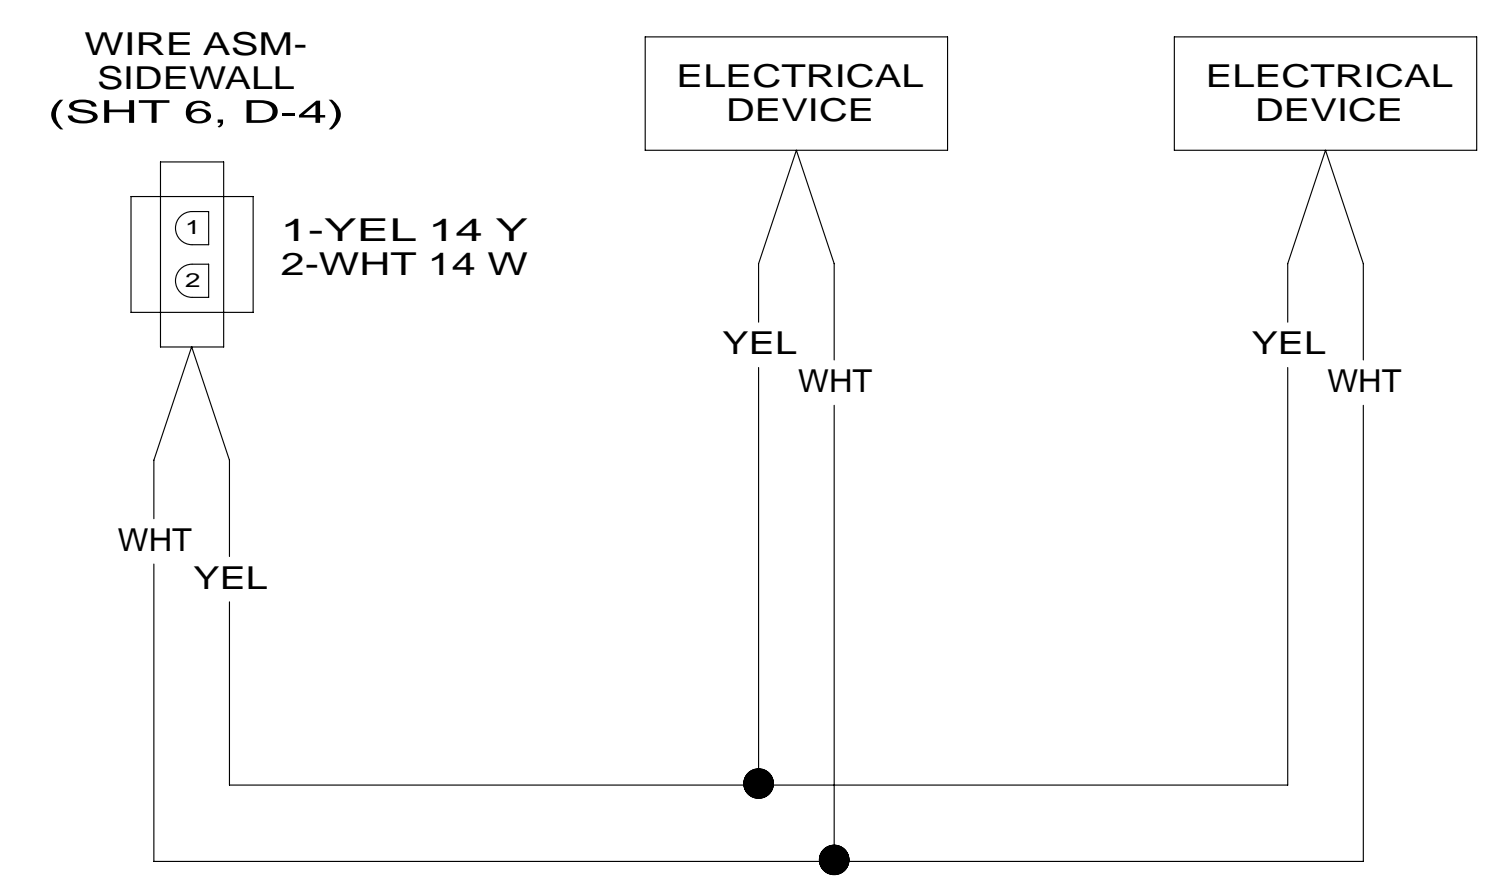 WIRE ASM-
SIDEWALL
(SHT 6, D-4)
1
2
1-YEL 14 Y
2-WHT 14 W
WHT
YEL
ELECTRICAL
DEVICE
YEL
WHT
ELECTRICAL
DEVICE
YEL
WHT